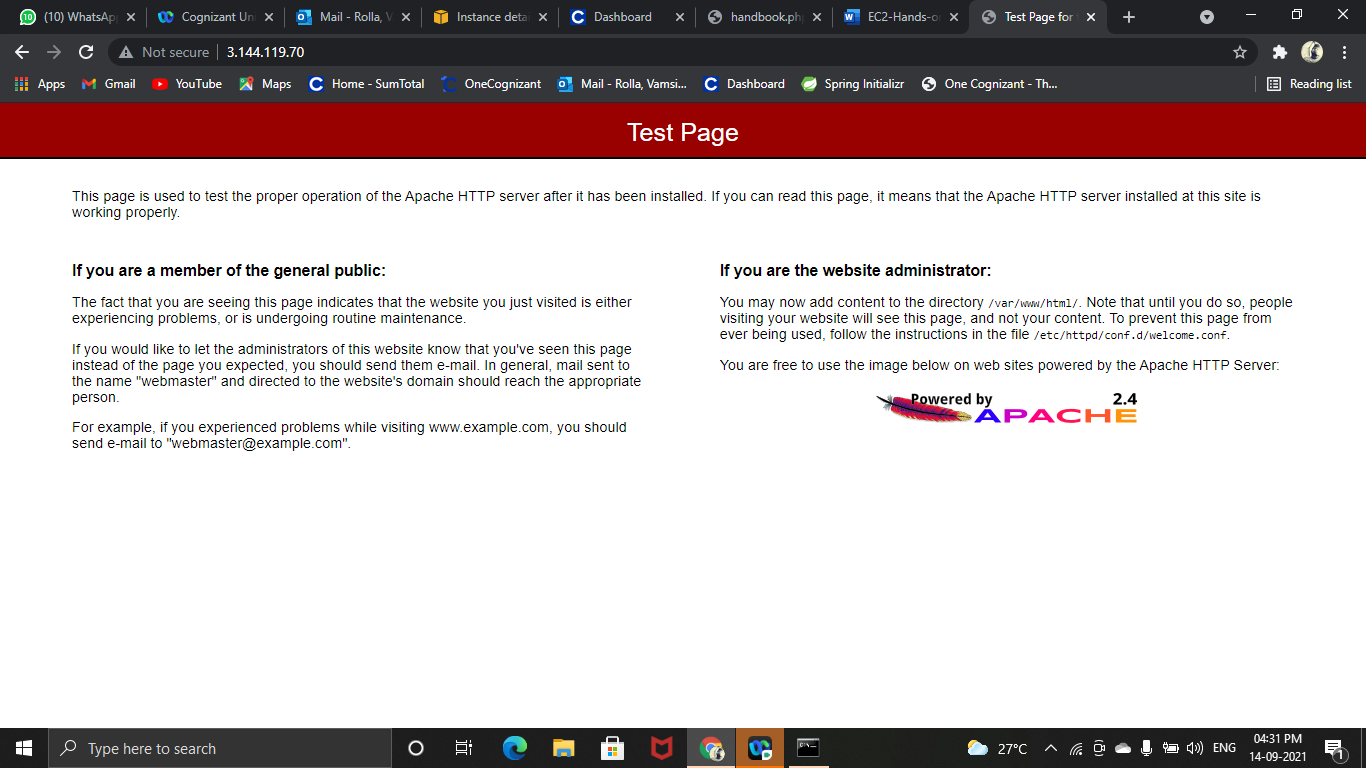 (10) WhatsAp
Cognizant Uni
Mail - Rolla, V
Instance detai
Dashboard
handbook.ph
EC2-Hands-o
Test Page for
Not secure
3.144.119.70
Apps
Gmail
YouTube
Maps
Home - SumTotal
OneCognizant
Mail - Rolla, Vamsi...
Dashboard
Spring Initializr
One Cognizant - Th...
Reading list
Test Page
This page is used to test the proper operation of the Apache HTTP server after it has been installed. If you can read this page, it means that the Apache HTTP server installed at this site is
working properly.
If you are a member of the general public:
The fact that you are seeing this page indicates that the website you just visited is either
experiencing problems, or is undergoing routine maintenance.
If you would like to let the administrators of this website know that you've seen this page
instead of the page you expected, you should send them e-mail. In general, mail sent to
the name "webmaster" and directed to the website's domain should reach the appropriate
person.
For example, if you experienced problems while visiting www.example.com, you should
send e-mail to "webmaster@example.com".
If you are the website administrator:
You may now add content to the directory /var/www/html/. Note that until you do so, people
visiting your website will see this page, and not your content. To prevent this page from
ever being used, follow the instructions in the file /etc/httpd/conf.d/welcome.conf.
You are free to use the image below on web sites powered by the Apache HTTP Server:
Powered by 2.4
APACHE
Type here to search
27°C
ENG
04:31 PM
14-09-2021
1